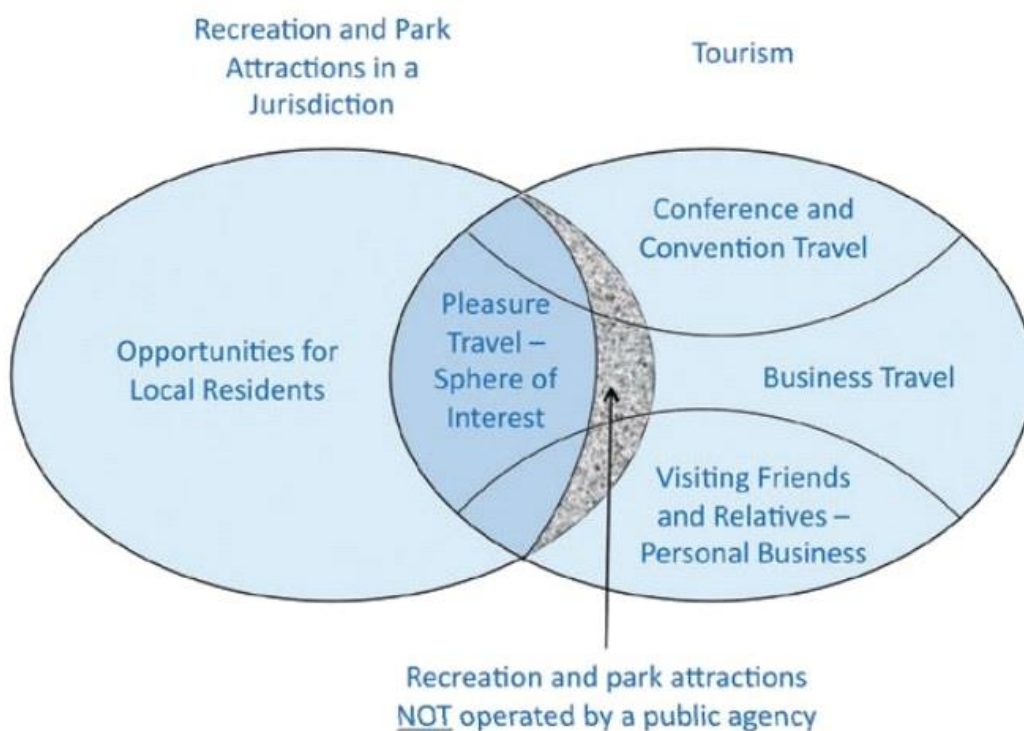 Recreation and Park
Attractions in a
Jurisdiction
Tourism
Conference and
Convention Travel
Pleasure
Travel –
Sphere of
Interest
Opportunities for
Local Residents
Business Travel
Visiting Friends
and Relatives –
Personal Business
Recreation and park attractions
NOT operated by a public agency